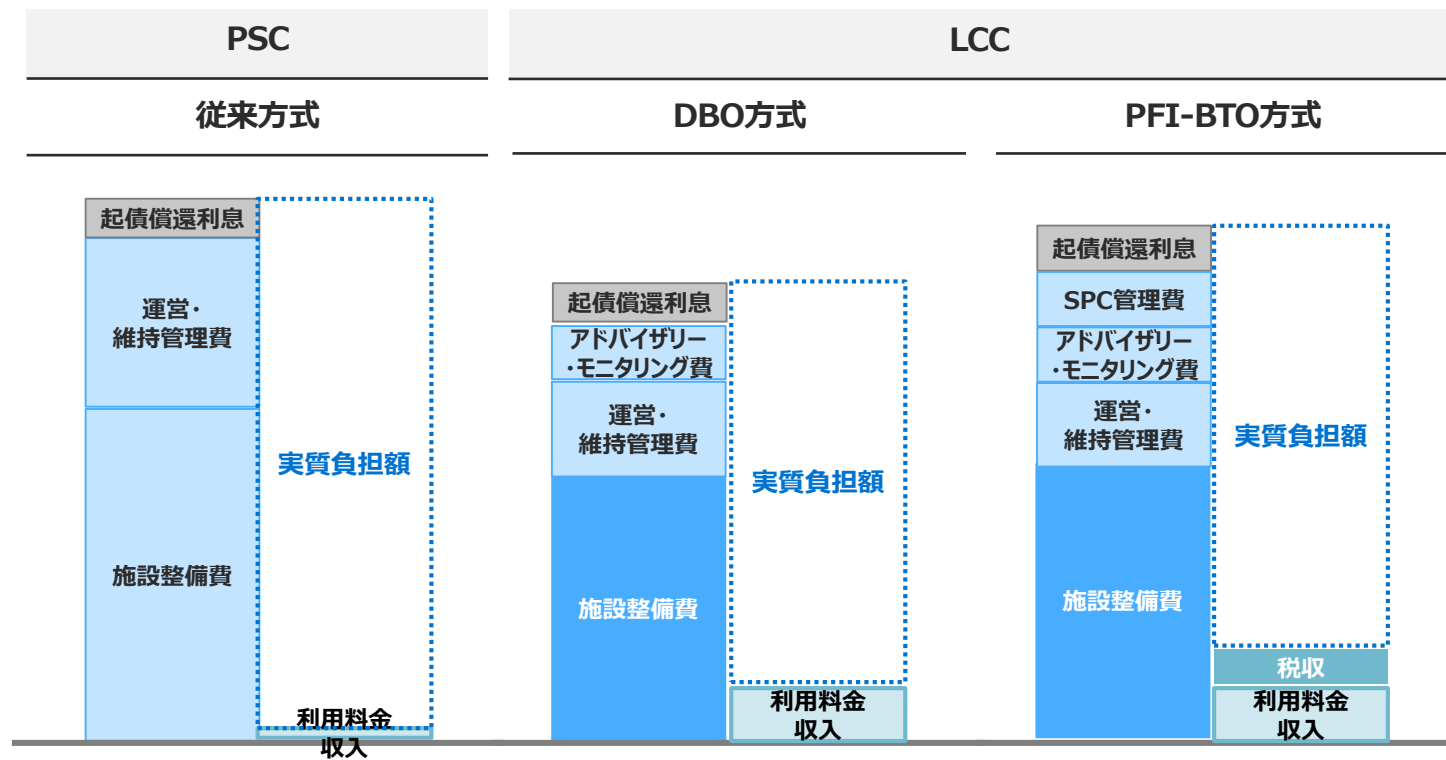 PSC
LCC
従来方式
DBO方式
PFI-BTO方式
起債償還利息
運営・
維持管理費
施設整備費
実質負担額
利用料金
収入
起債償還利息
アドバイザリー
・モニタリング費
運営・
維持管理費
施設整備費
実質負担額
利用料金
収入
起債償還利息
SPC管理費
アドバイザリー
・モニタリング費
運営・
維持管理費
施設整備費
実質負担額
税収
利用料金
収入